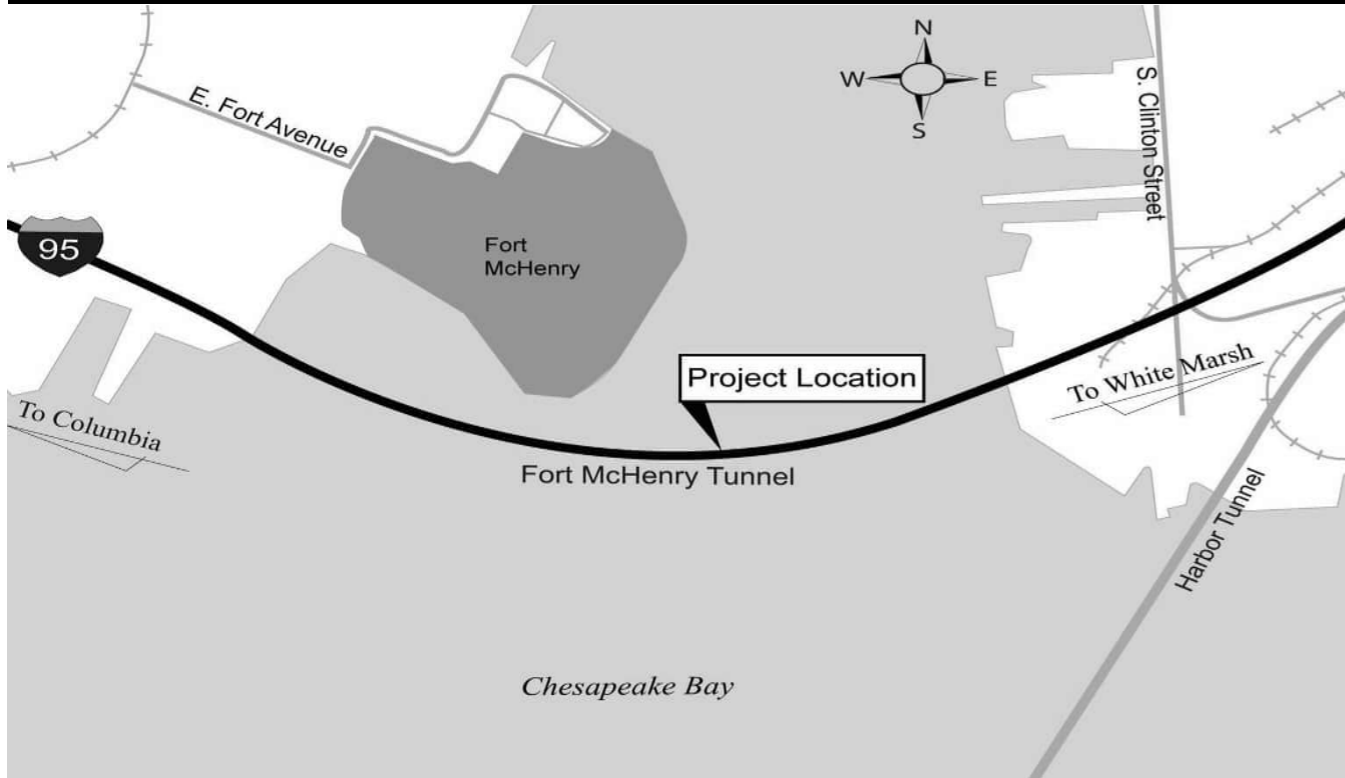 N
W
E
S
E. Fort Avenue
S. Clinton Street
95
Fort
McHenry
Project Location
To White Marsh
To Columbia
Fort McHenry Tunnel
Harbor Tunnel
Chesapeake Bay